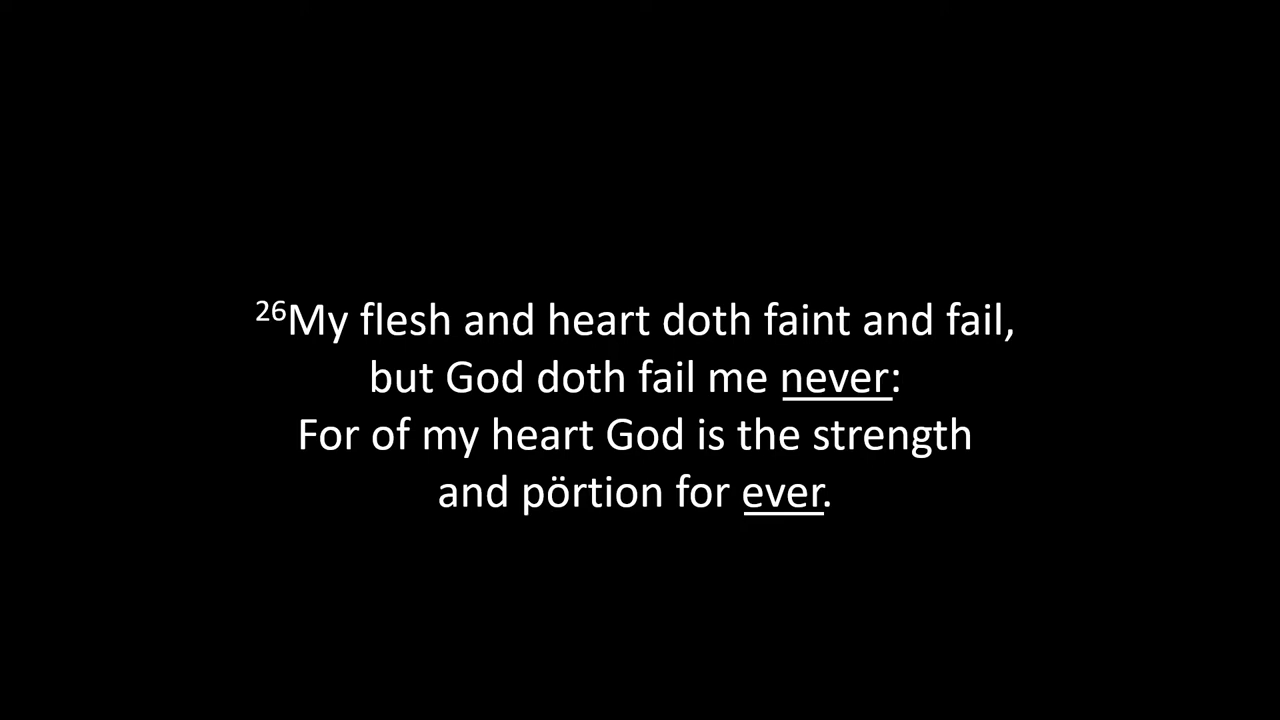 26My flesh and heart doth faint and fail,
but God doth fail me never:
For of my heart God is the strength
and pörtion for ever.